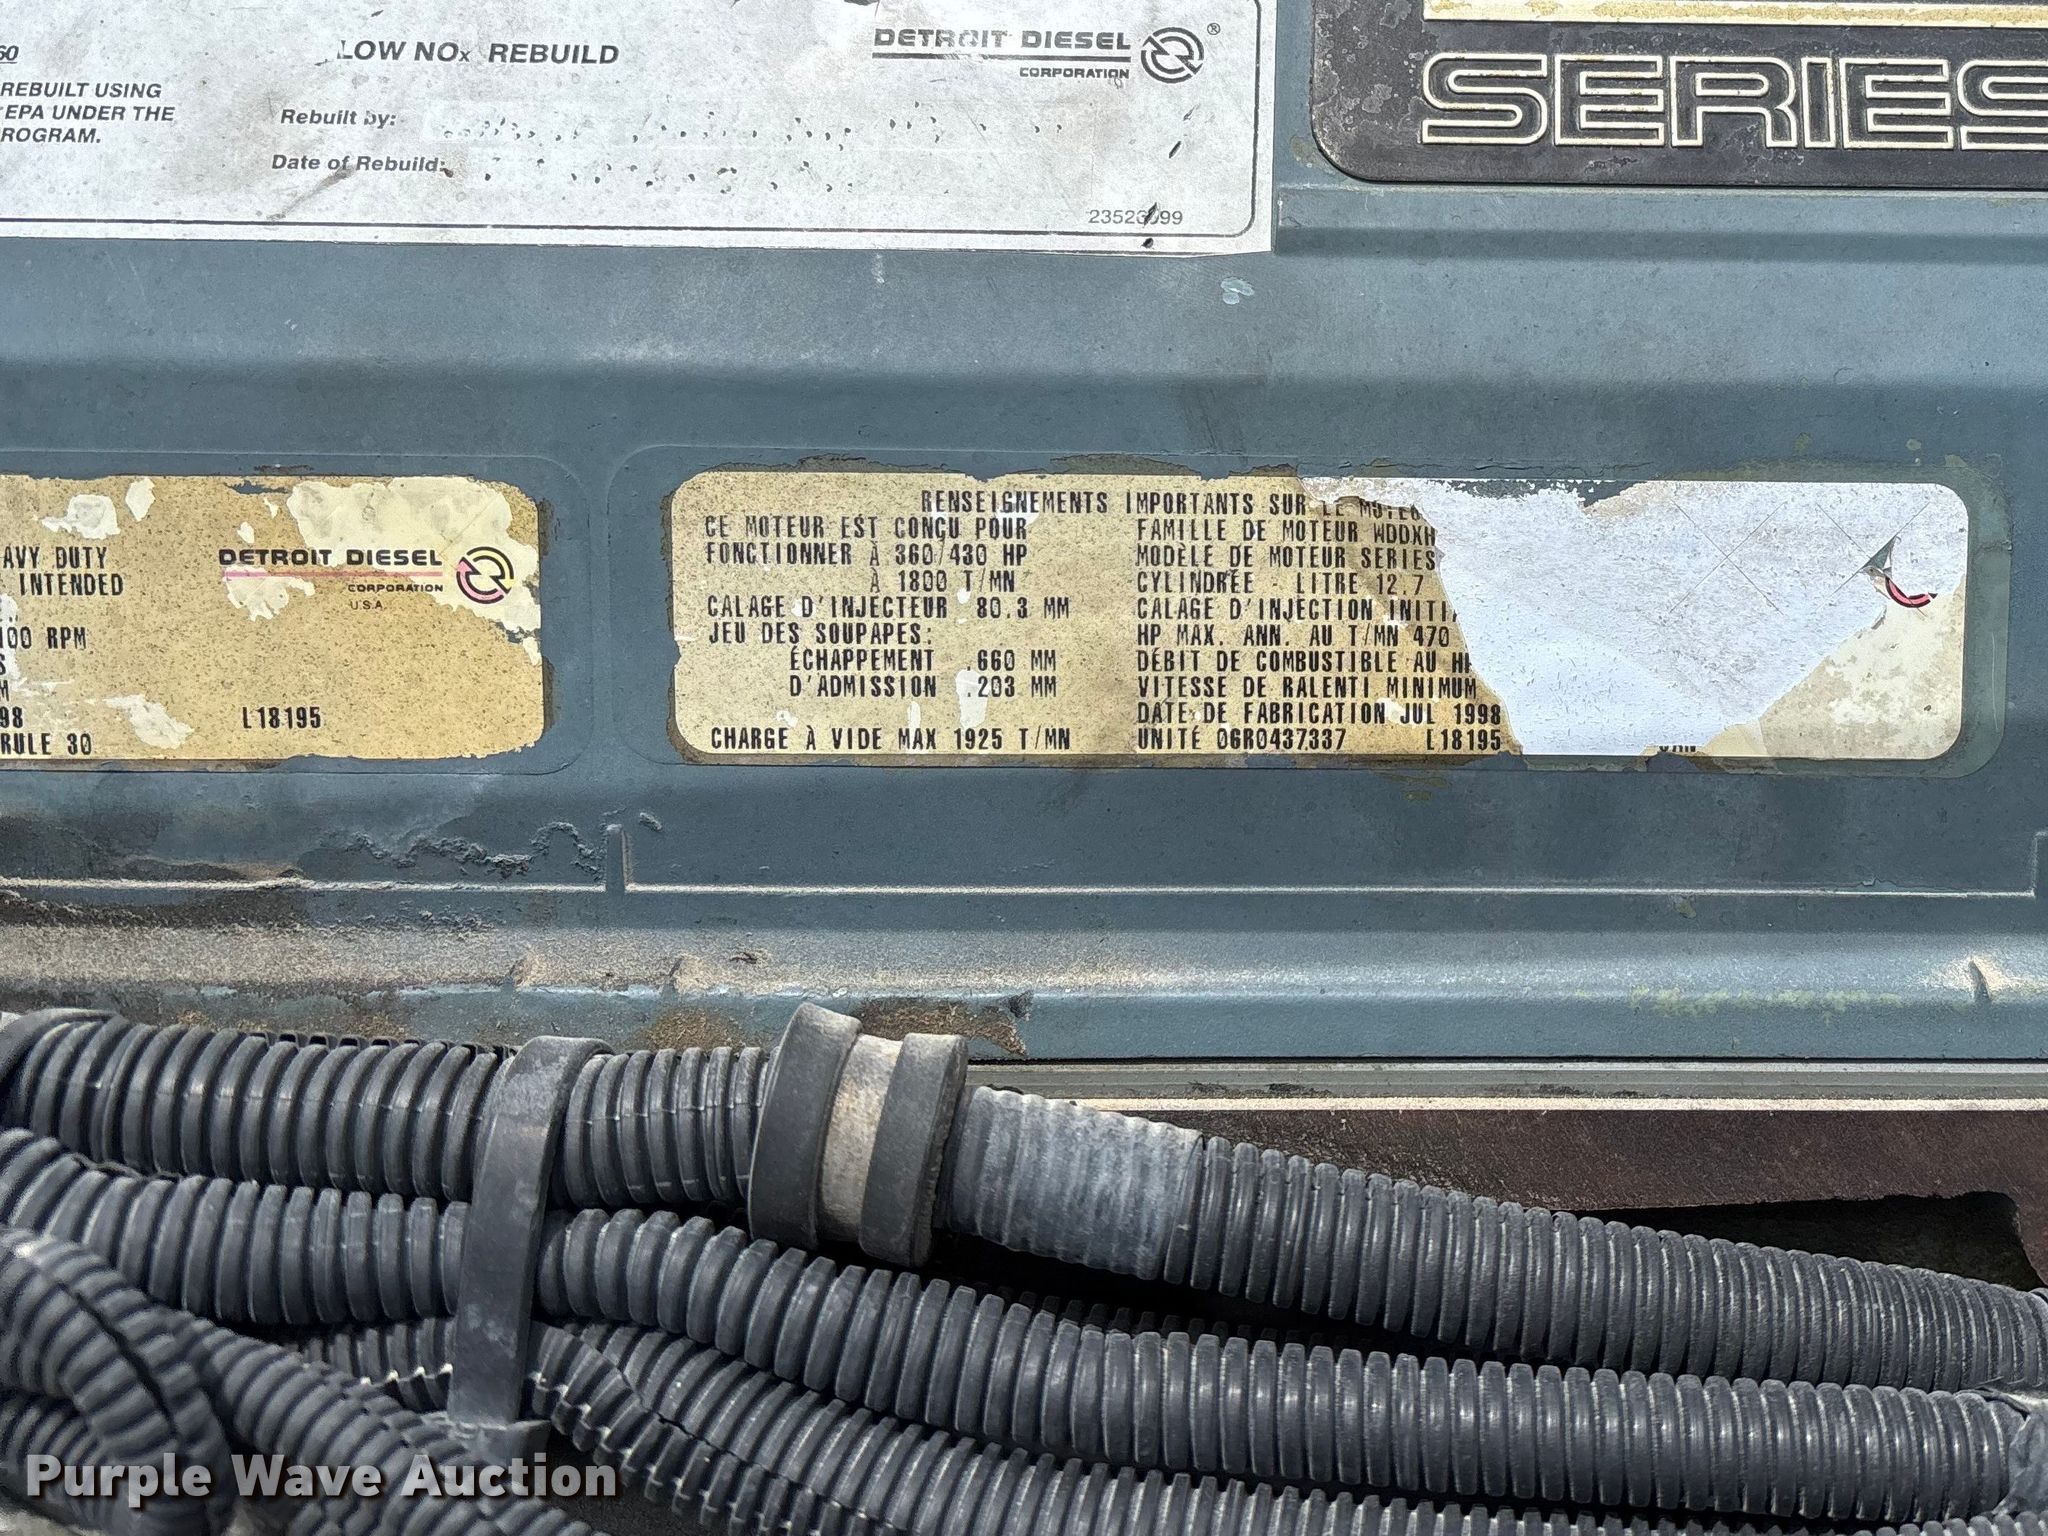 60
LOW NOx REBUILD
DETROIT DIESEL ®
CORPORATION
REBUILT USING
EPA UNDER THE
ROGRAM.
Rebuilt by:
Date of Rebuild:
SERIES
AVY DUTY
INTENDED
100 RPM
98
L18195
RULE 30
DETROIT DIESEL
CORPORATION
U.S.A.
RENSEIGNEMENTS IMPORTANTS SUR LE MOTEU
CE MOTEUR EST CONÇU POUR
FONCTIONNER À 360/430 HP
À 1800 T/MN
CALAGE D'INJECTEUR 80.3 MM
JEU DES SOUPAPES:
ÉCHAPPEMENT .660 MM
D'ADMISSION .203 MM
CHARGE À VIDE MAX 1925 T/MN
FAMILLE DE MOTEUR WDDXH
MODÈLE DE MOTEUR SERIES
CYLINDRÉE - LITRE 12.7
CALAGE D'INJECTION INITI
HP MAX. ANN. AU T/MN 470
DÉBIT DE COMBUSTIBLE AU H
VITESSE DE RALENTI MINIMUM
DATE DE FABRICATION JUL 1998
UNITÉ 06R0437337 L18195
Purple Wave Auction